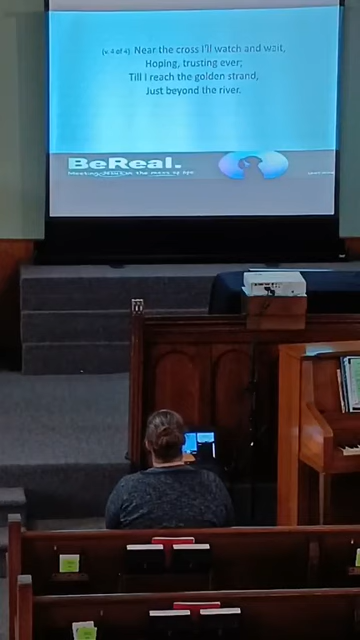 (v. 4 of 4) Near the cross I'll watch and wait,
Hoping, trusting ever;
Till I reach the golden strand,
Just beyond the river.
BeReal.